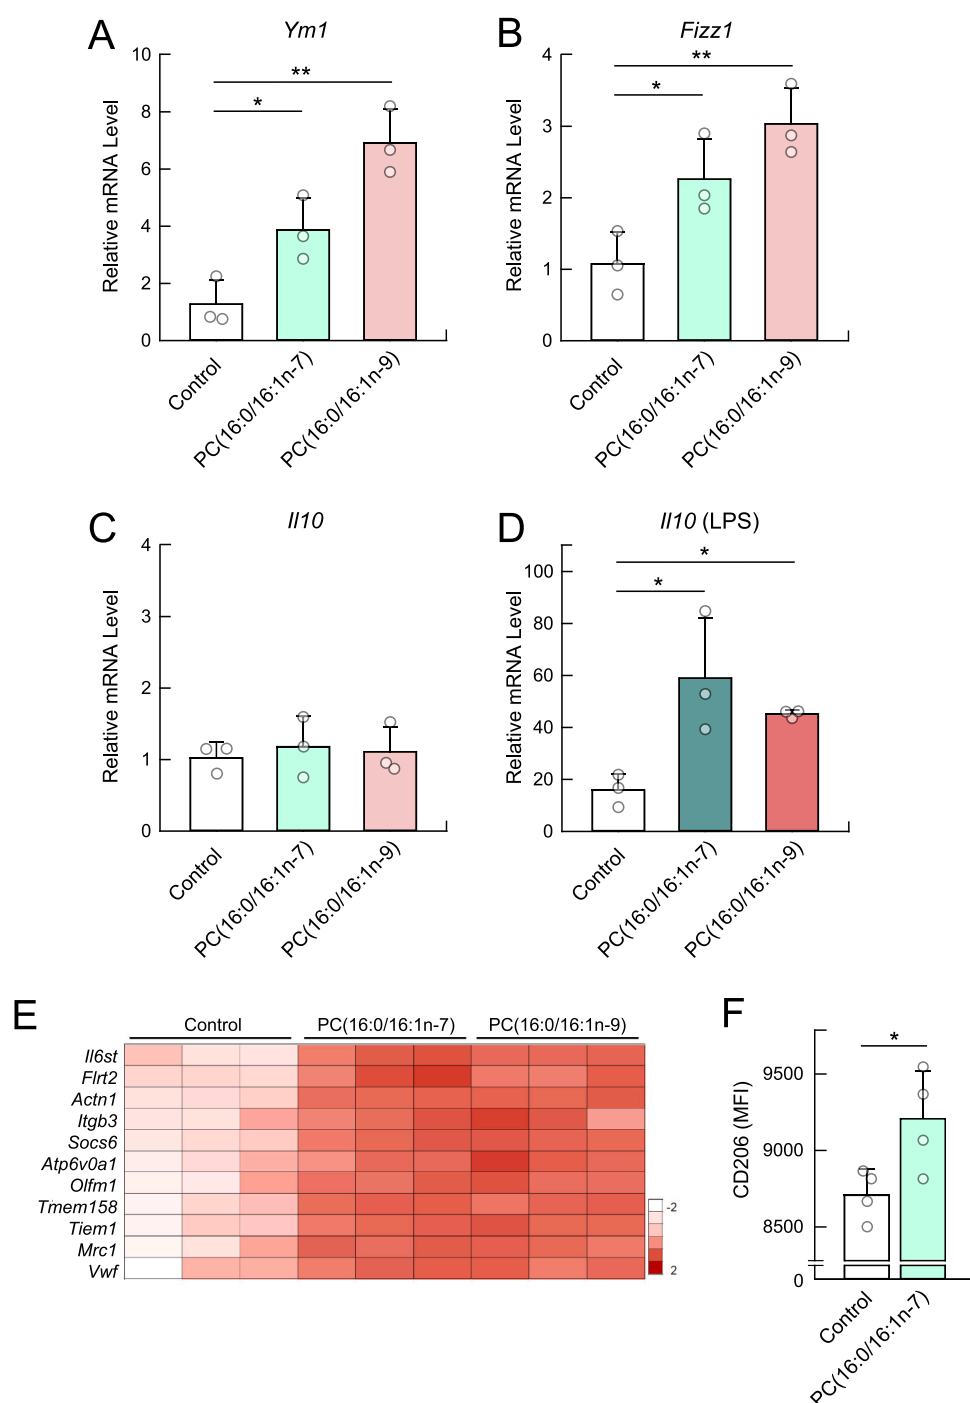 A
Ym1
Relative mRNA Level
10
8
6
4
2
0
**
*
Control
PC(16:0/16:1n-7)
PC(16:0/16:1n-9)
B
Fizz1
Relative mRNA Level
4
3
2
1
0
**
*
Control
PC(16:0/16:1n-7)
PC(16:0/16:1n-9)
C
Il10
Relative mRNA Level
4
3
2
1
0
Control
PC(16:0/16:1n-7)
PC(16:0/16:1n-9)
D
Il10 (LPS)
Relative mRNA Level
100
80
60
40
20
0
*
*
Control
PC(16:0/16:1n-7)
PC(16:0/16:1n-9)
E
Control PC(16:0/16:1n-7) PC(16:0/16:1n-9)
Il6st
Flrt2
Actn1
Itgb3
Socs6
Atp6v0a1
Olfm1
Tmem158
Tiem1
Mrc1
Vwf
-2
2
F
CD206 (MFI)
9500
9000
8500
0
*
Control
PC(16:0/16:1n-7)